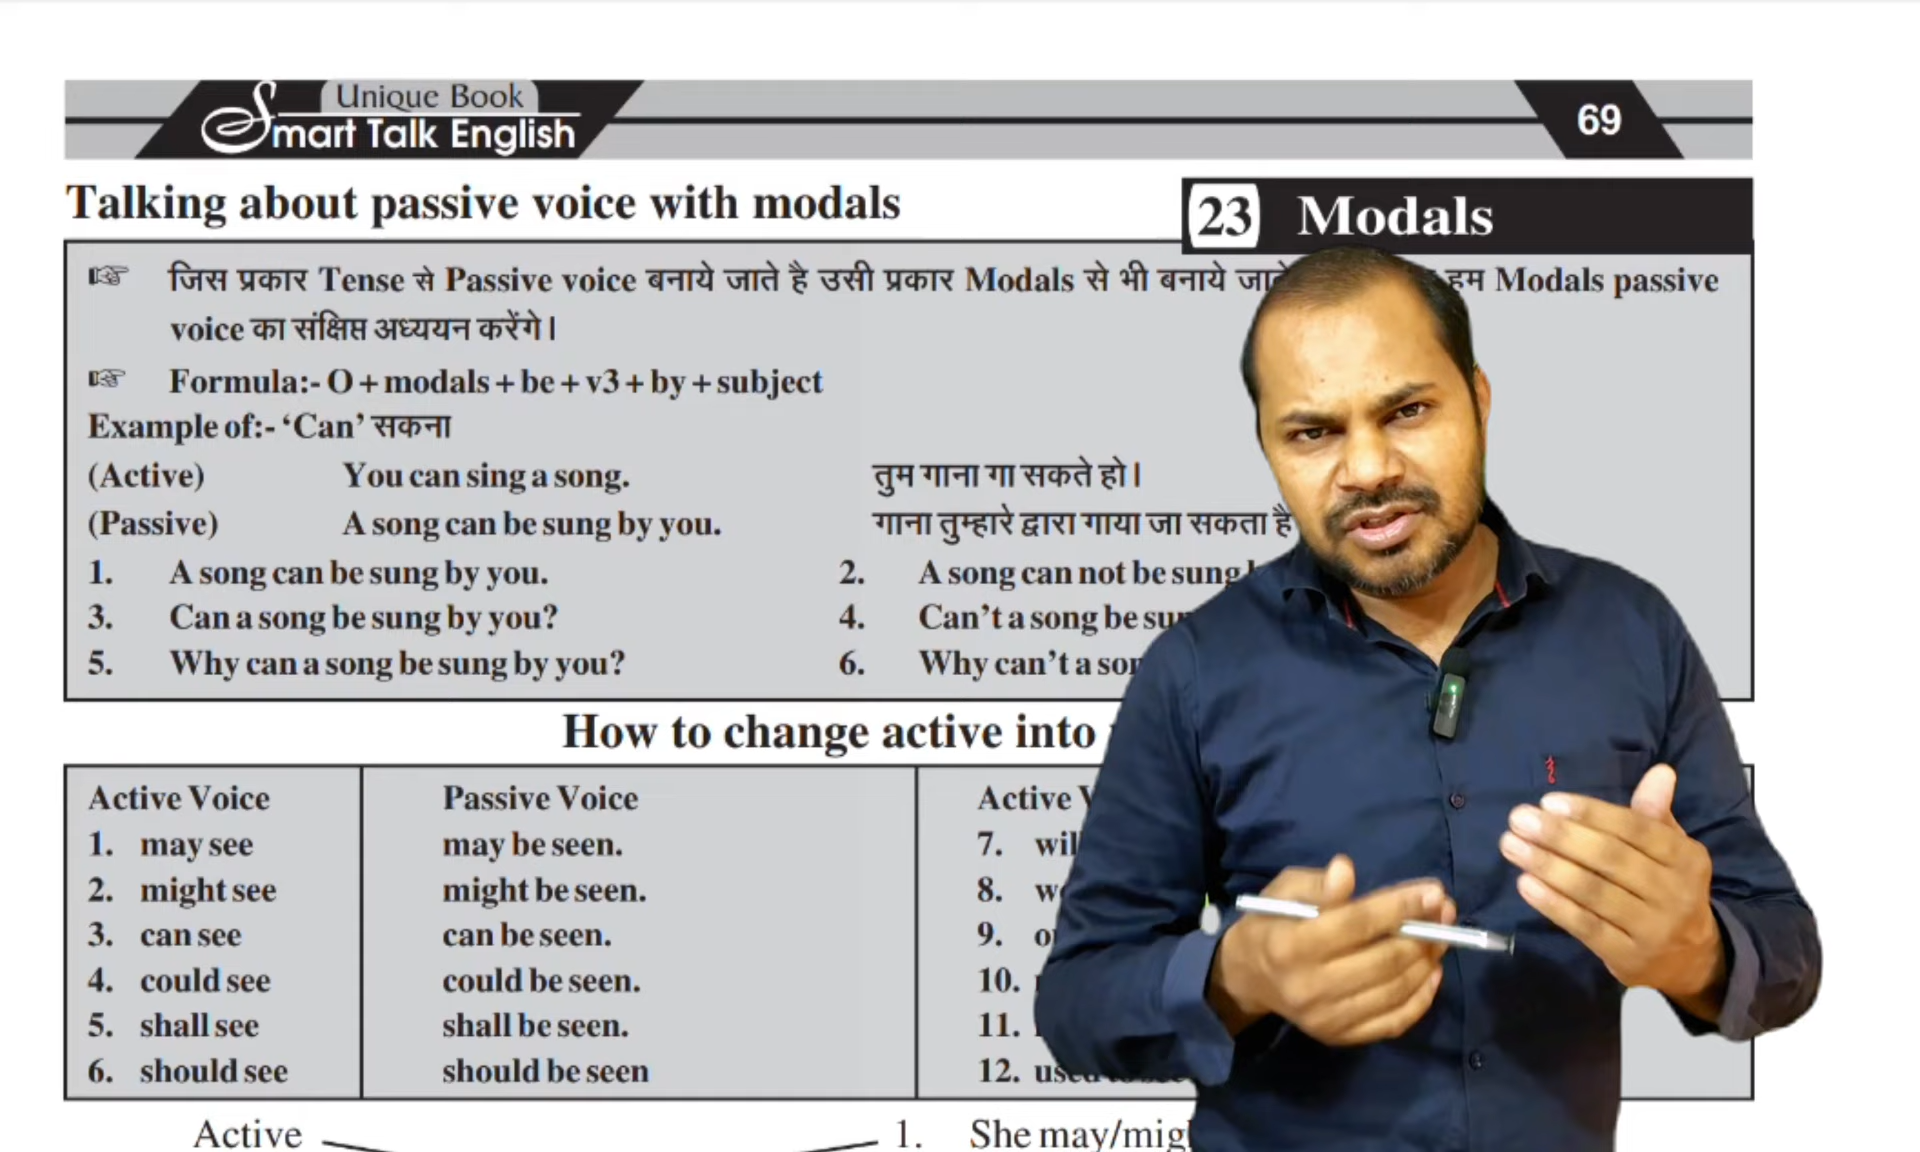 Unique Book
Smart Talk English
69
Talking about passive voice with modals
23 Modals
जिस प्रकार Tense से Passive voice बनाये जाते है उसी प्रकार Modals से भी बनाये हम Modals passive
voice का संक्षिप्त अध्ययन करेंगे।
Formula:- O + modals + be + v3 + by + subject
Example of:- ‘Can’ सकना
(Active) You can sing a song. तुम गाना गा सकते हो।
(Passive) A song can be sung by you. गाना तुम्हारे द्वारा गाया जा सकता है
1. A song can be sung by you. 2. A song can not be sung
3. Can a song be sung by you? 4. Can’t a song be
5. Why can a song be sung by you? 6. Why can’t a
How to change active into
Active Voice Passive Voice Active
1. may see may be seen. 7.
2. might see might be seen. 8.
3. can see can be seen. 9.
4. could see could be seen. 10.
5. shall see shall be seen. 11.
6. should see should be seen 12.
Active 1. She may/